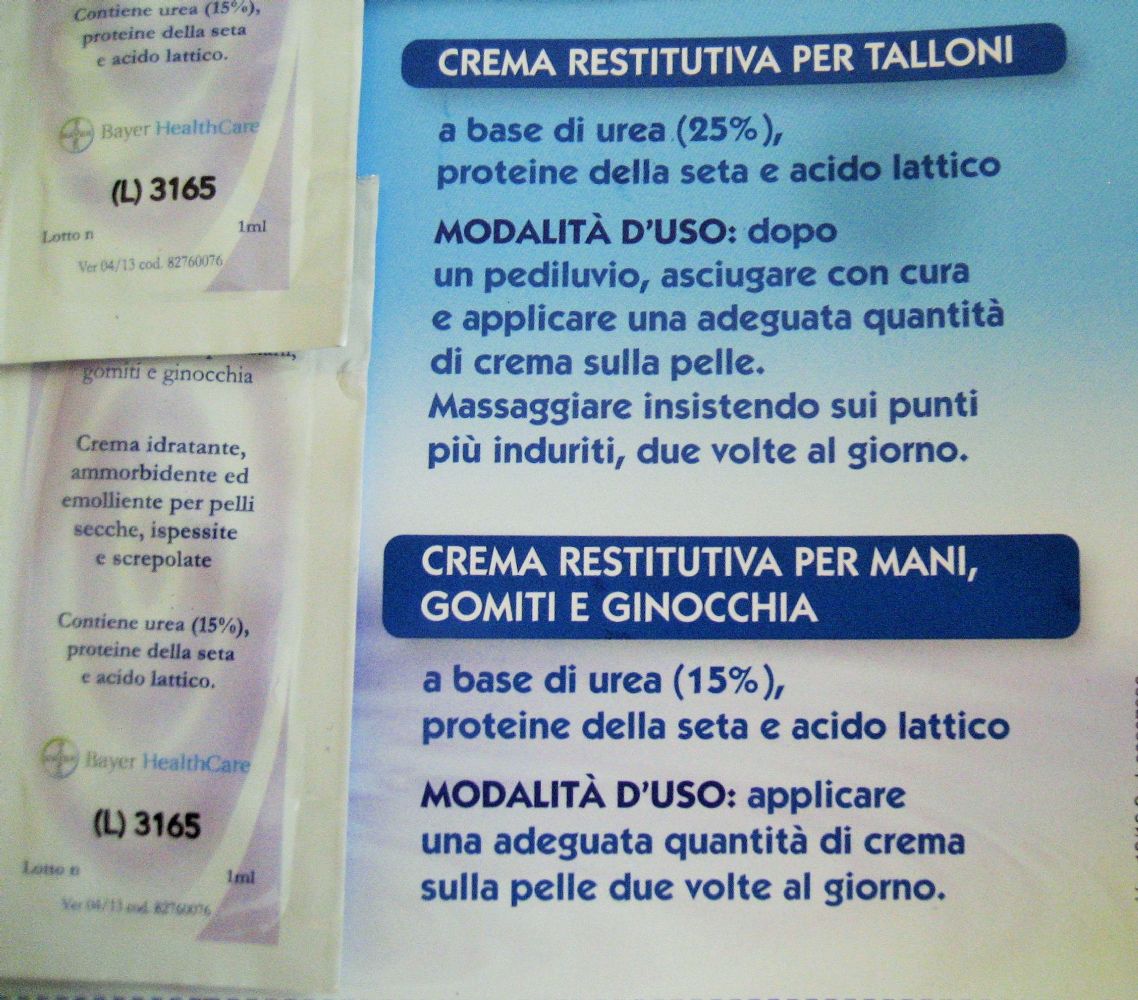 Contiene urea (15%),
proteine della seta
e acido lattico.
Bayer HealthCare
(L) 3165
Lotto n
1ml
Ver 04/13 cod. 82760076
gomiti e ginocchia
Crema idratante,
ammorbidente ed
emolliente per pelli
secche, ispessite
e screpolate
Contiene urea (15%),
proteine della seta
e acido lattico.
Bayer HealthCare
(L) 3165
Lotto n
1ml
Ver 04/13 cod. 82760076
CREMA RESTITUTIVA PER TALLONI
a base di urea (25%),
proteine della seta e acido lattico
MODALITÀ D'USO: dopo
un pediluvio, asciugare con cura
e applicare una adeguata quantità
di crema sulla pelle.
Massaggiare insistendo sui punti
più induriti, due volte al giorno.
CREMA RESTITUTIVA PER MANI,
GOMITI E GINOCCHIA
a base di urea (15%),
proteine della seta e acido lattico
MODALITÀ D'USO: applicare
una adeguata quantità di crema
sulla pelle due volte al giorno.